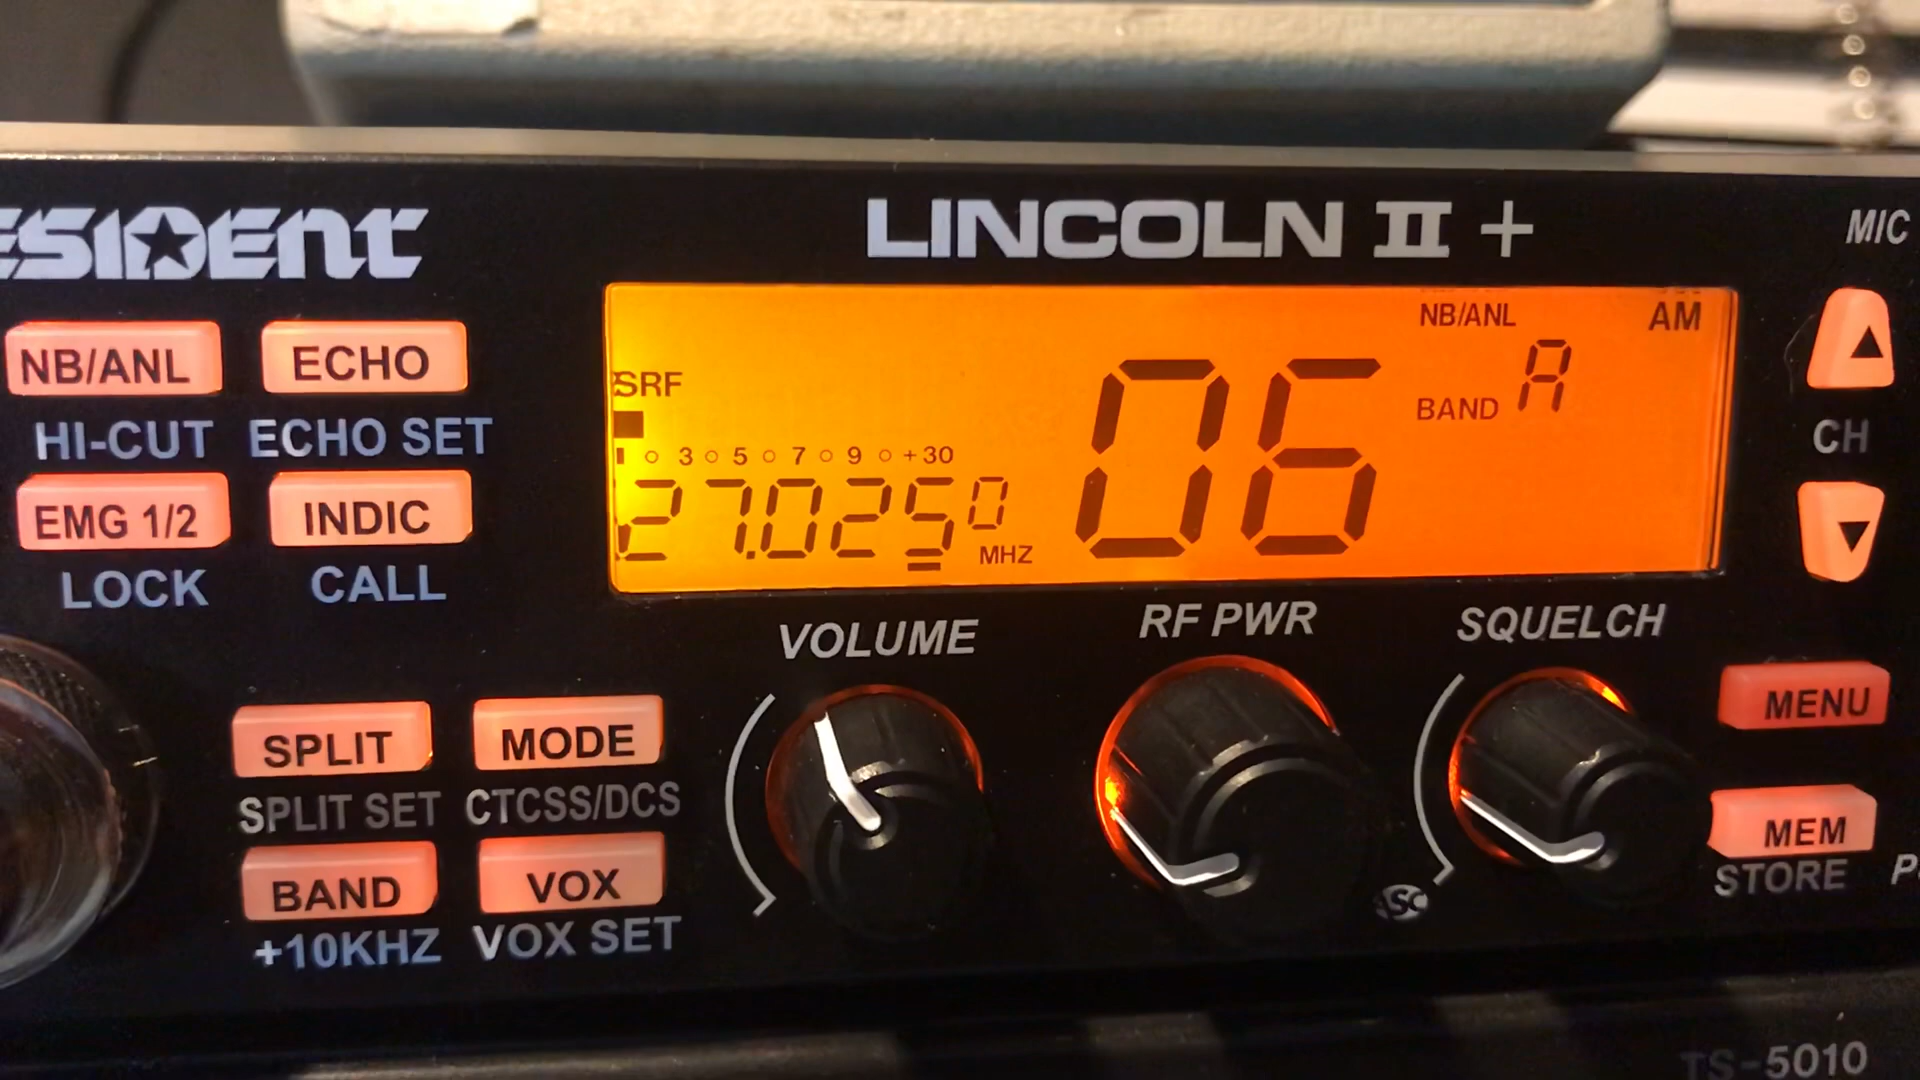 ESIDENT
LINCOLN II +
MIC
NB/ANL
ECHO
HI-CUT
ECHO SET
EMG 1/2
INDIC
LOCK
CALL
NB/ANL
AM
SRF
BAND A
1 3 5 7 9 +30
27.0250
MHZ
06
CH
VOLUME
RF PWR
SQUELCH
SPLIT
MODE
SPLIT SET
CTCSS/DCS
BAND
VOX
+10KHZ
VOX SET
ASC
MENU
MEM
STORE
TS-5010